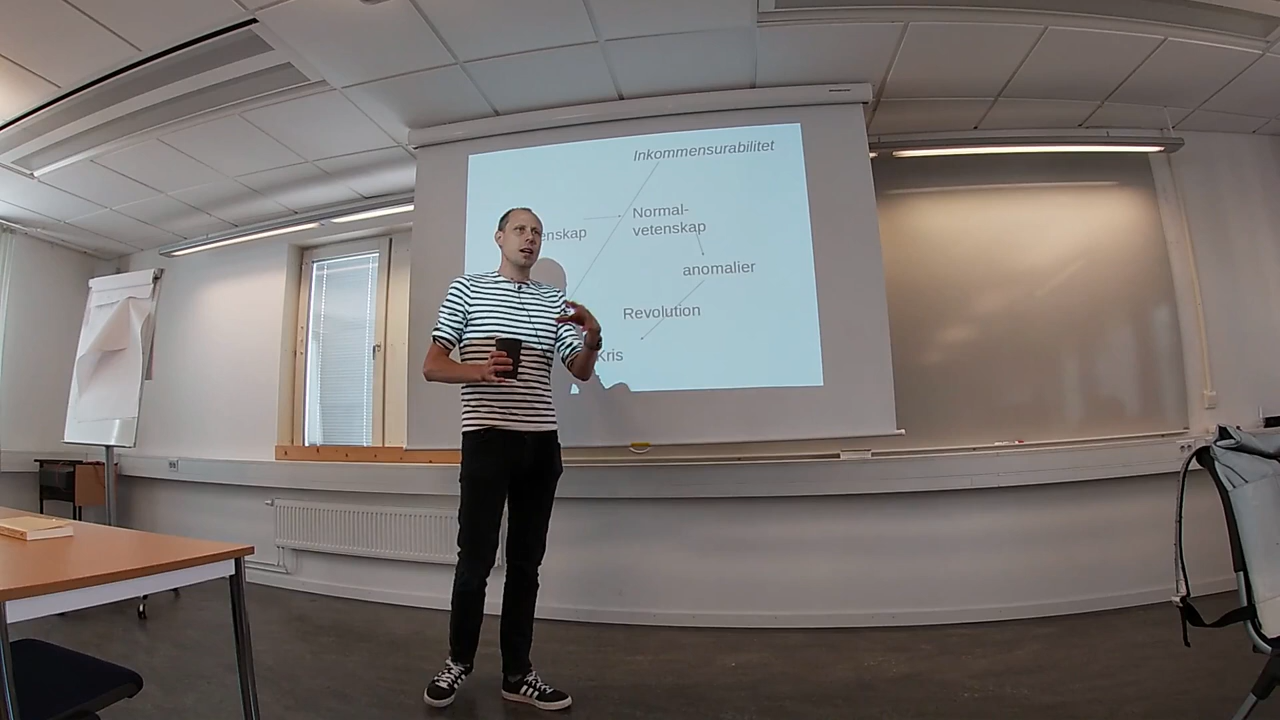 Inkommensurabilitet
Normal-
vetenskap
enskap
anomalier
Revolution
Kris